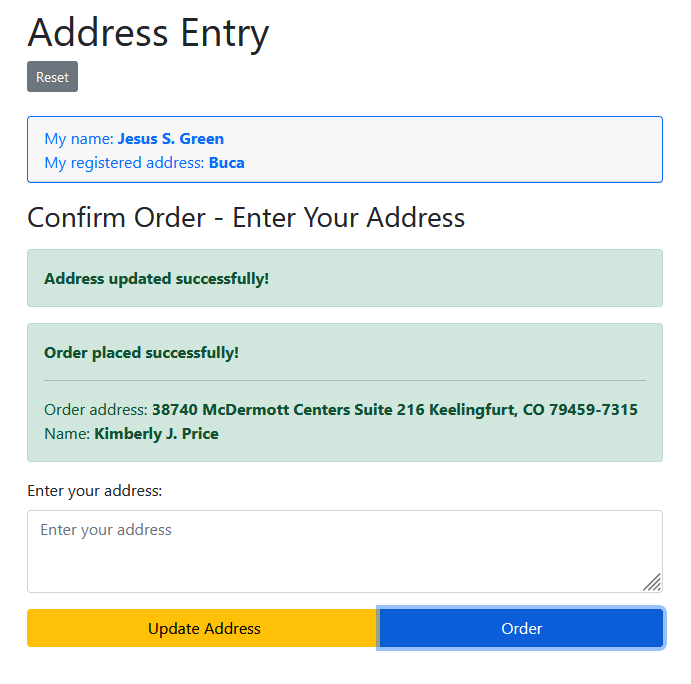 Address Entry
Reset
My name: Jesus S. Green
My registered address: Buca
Confirm Order - Enter Your Address
Address updated successfully!
Order placed successfully!
Order address: 38740 McDermott Centers Suite 216 Keelingfurt, CO 79459-7315
Name: Kimberly J. Price
Enter your address:
Enter your address
Update Address
Order